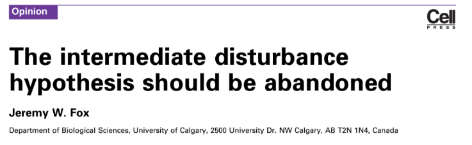 Opinion
Cell
PRESS
The intermediate disturbance
hypothesis should be abandoned
Jeremy W. Fox
Department of Biological Sciences, University of Calgary, 2500 University Dr. NW Calgary, AB T2N 1N4, Canada